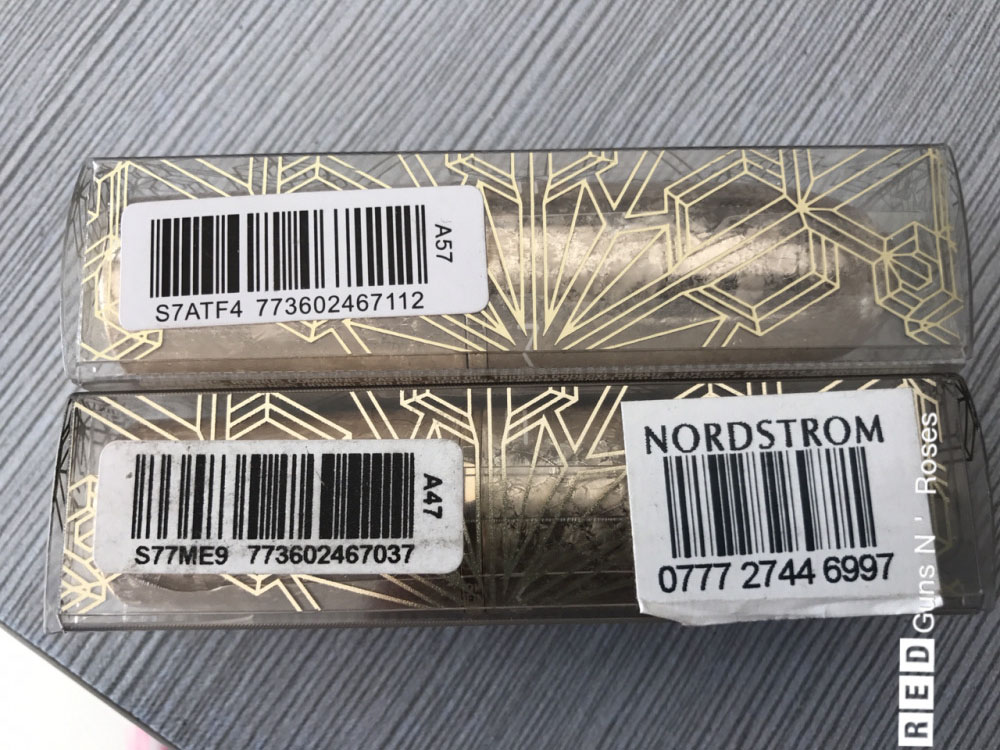 S7ATF4 773602467112
A57
S77ME9 773602467037
A47
NORDSTROM
0777 2744 6997
RED Guns N' Roses